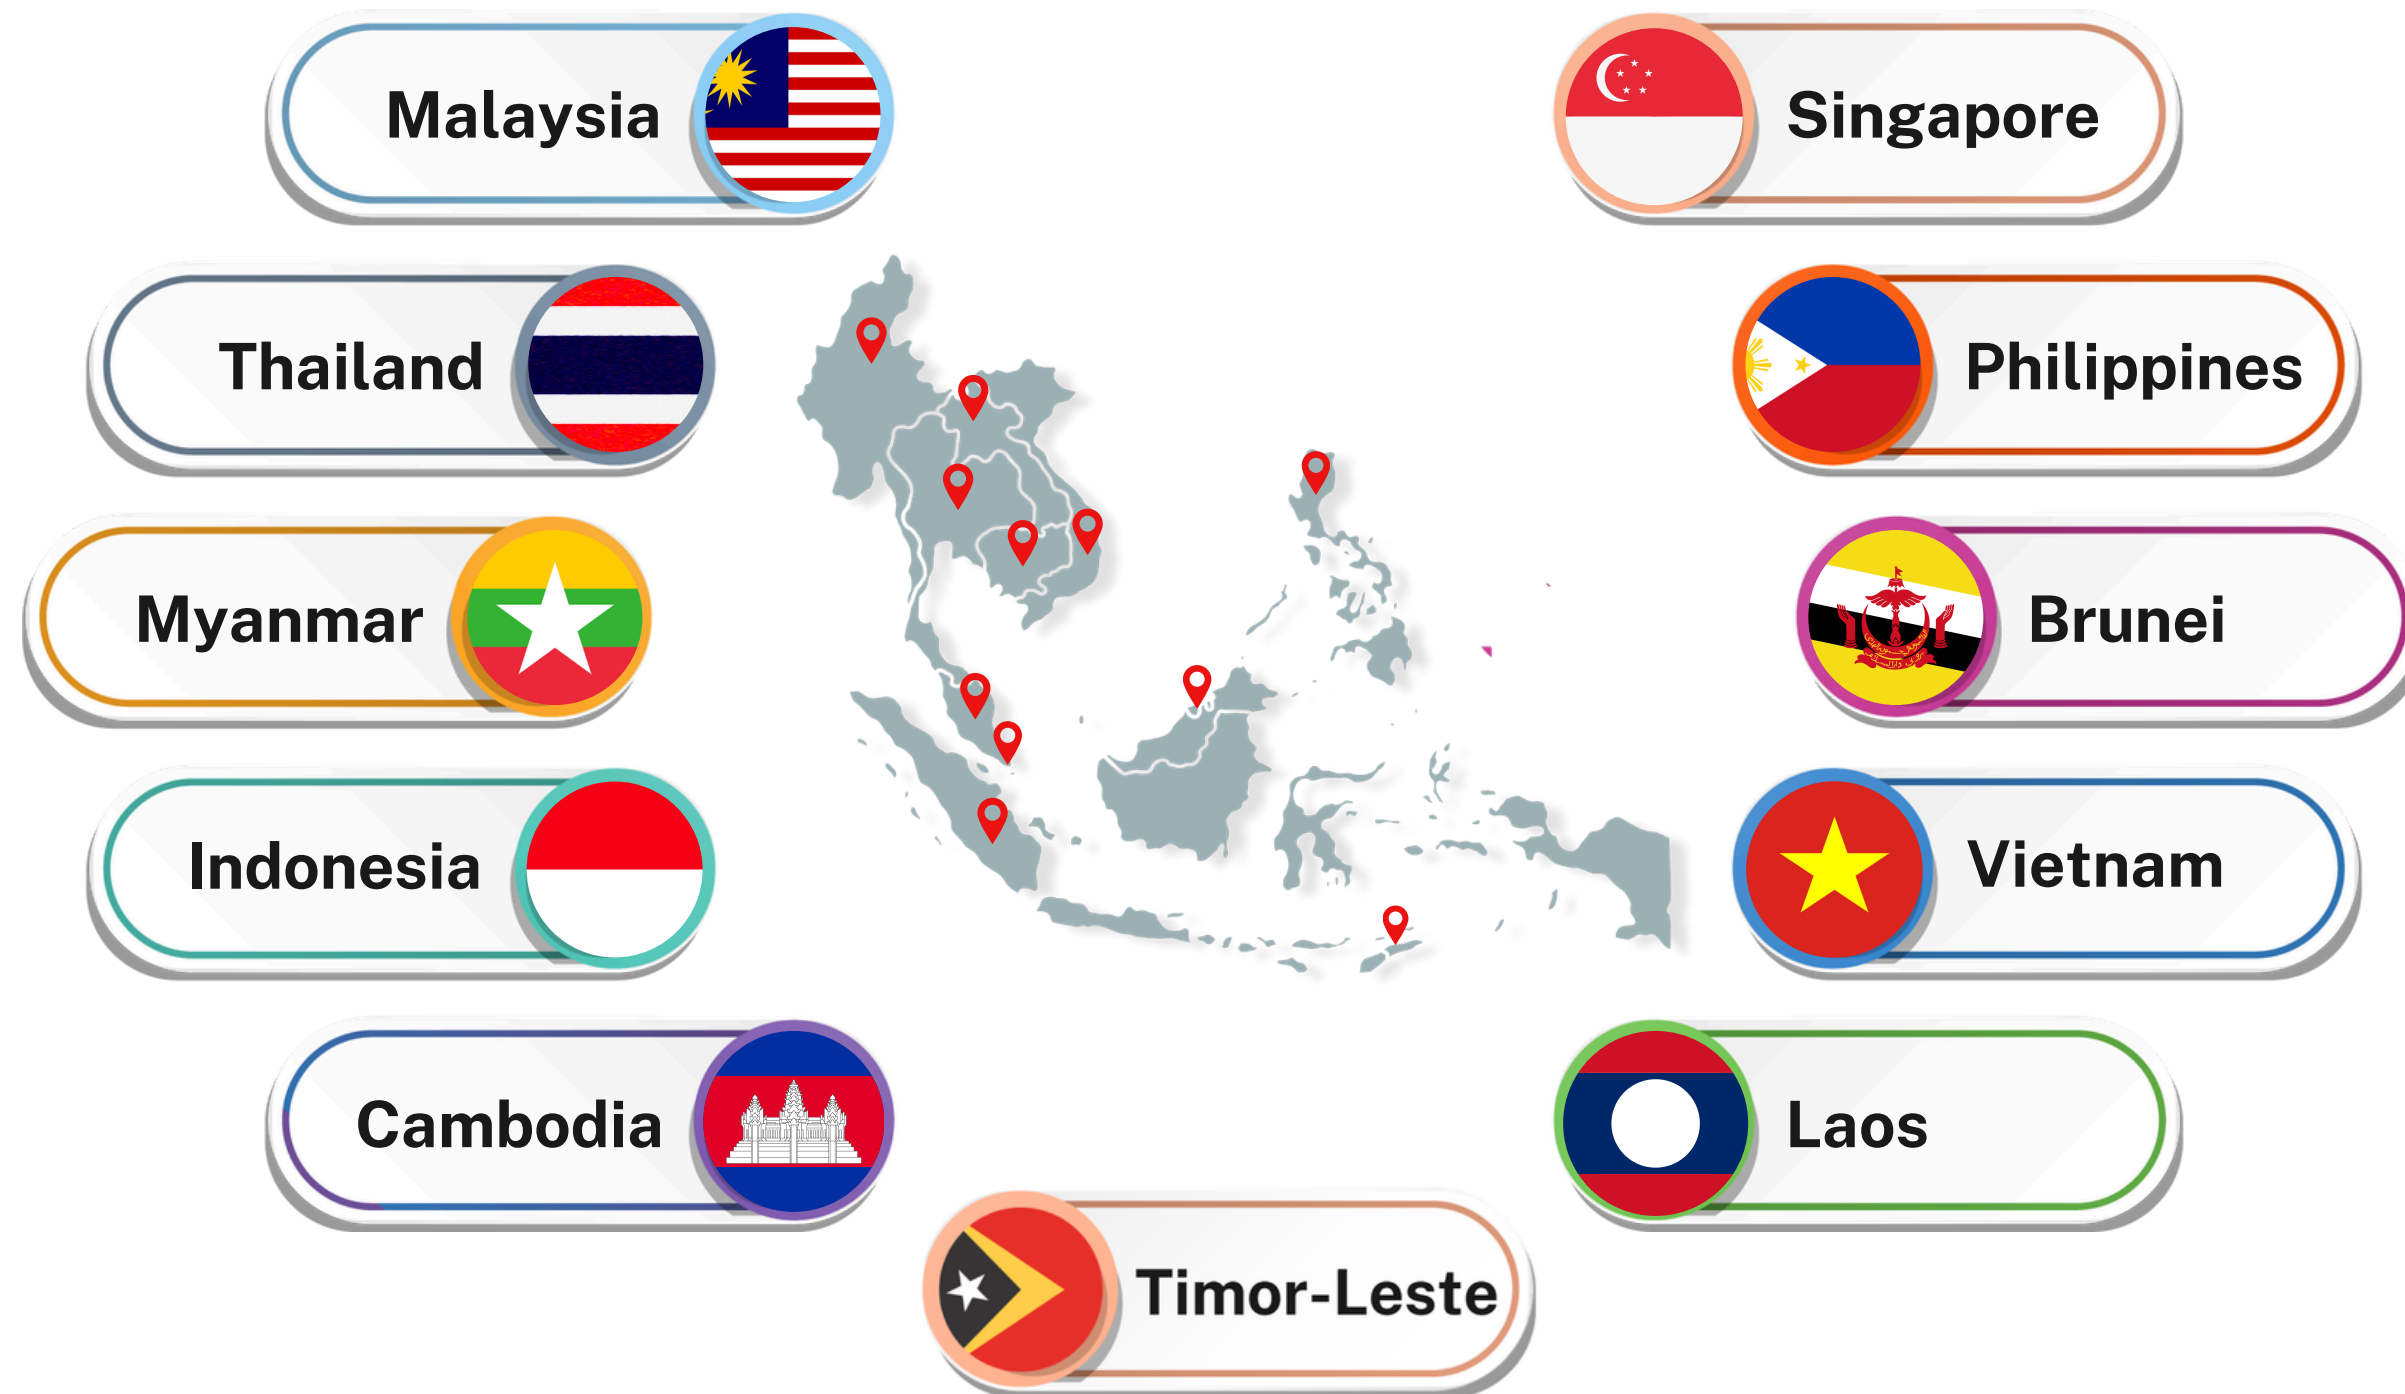 Malaysia
Singapore
Thailand
Philippines
Myanmar
Brunei
Indonesia
Vietnam
Cambodia
Laos
Timor-Leste